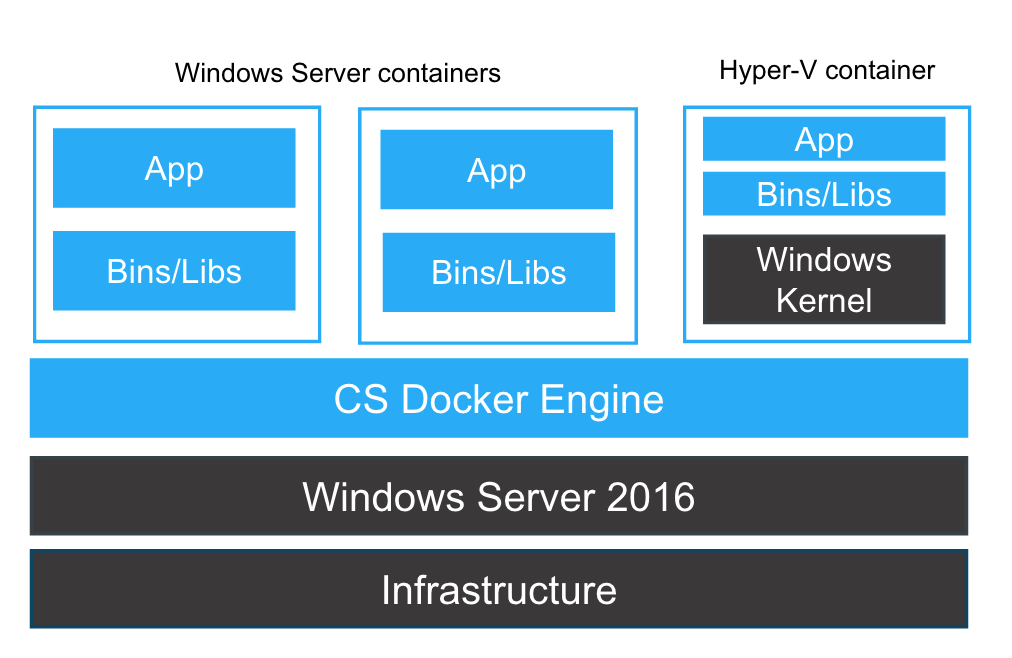 Windows Server containers
Hyper-V container
App
Bins/Libs
App
Bins/Libs
App
Bins/Libs
Windows
Kernel
CS Docker Engine
Windows Server 2016
Infrastructure